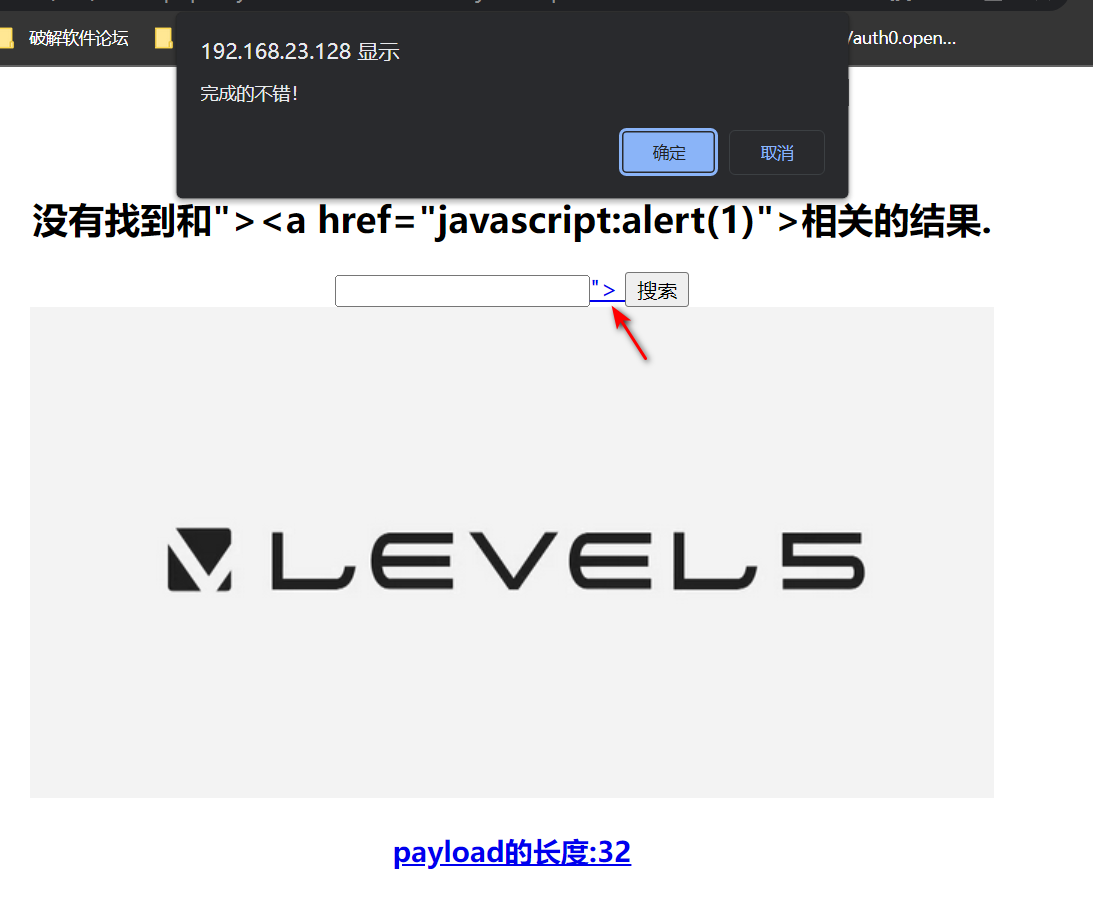 破解软件论坛
/auth0.open...
192.168.23.128 显示
完成的不错！
确定
取消
没有找到和"><a href="javascript:alert(1)">相关的结果.
">
搜索
LEVEL5
payload的长度:32